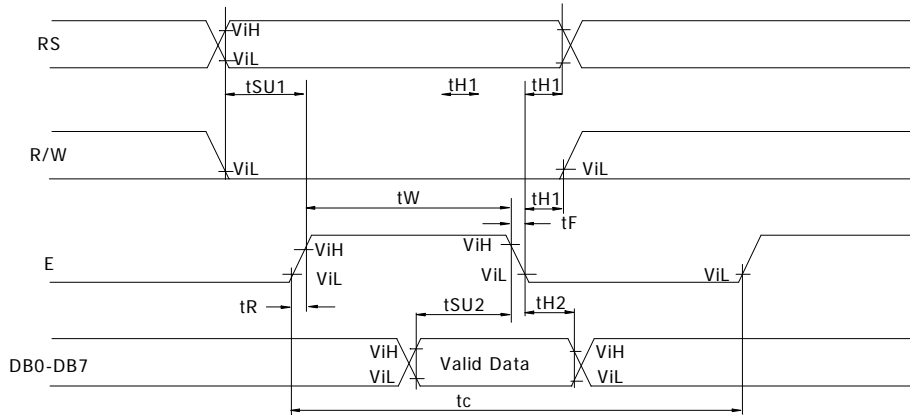 RS
ViH
ViL
tSU1
tH1
tH1
R/W
ViL
ViL
tW
tH1
tF
E
ViH
ViL
ViH
ViL
ViL
tR
tSU2
tH2
DB0-DB7
ViH
ViL
Valid Data
ViH
ViL
tc